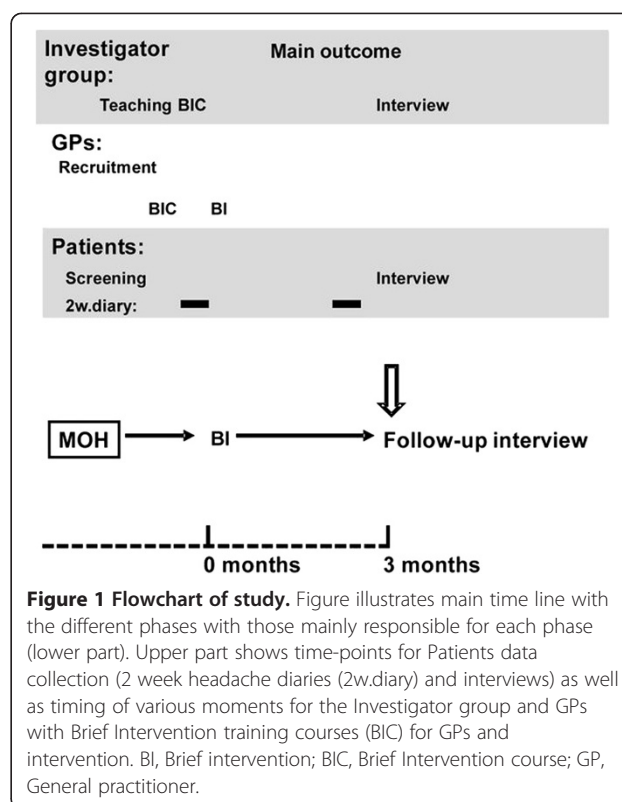 Investigator
group:
Main outcome
Teaching BIC
Interview
GPs:
Recruitment
BIC BI
Patients:
Screening
Interview
2w.diary:
MOH BI Follow-up interview
0 months 3 months
Figure 1 Flowchart of study. Figure illustrates main time line with
the different phases with those mainly responsible for each phase
(lower part). Upper part shows time-points for Patients data
collection (2 week headache diaries (2w.diary) and interviews) as well
as timing of various moments for the Investigator group and GPs
with Brief Intervention training courses (BIC) for GPs and
intervention. BI, Brief intervention; BIC, Brief Intervention course; GP,
General practitioner.